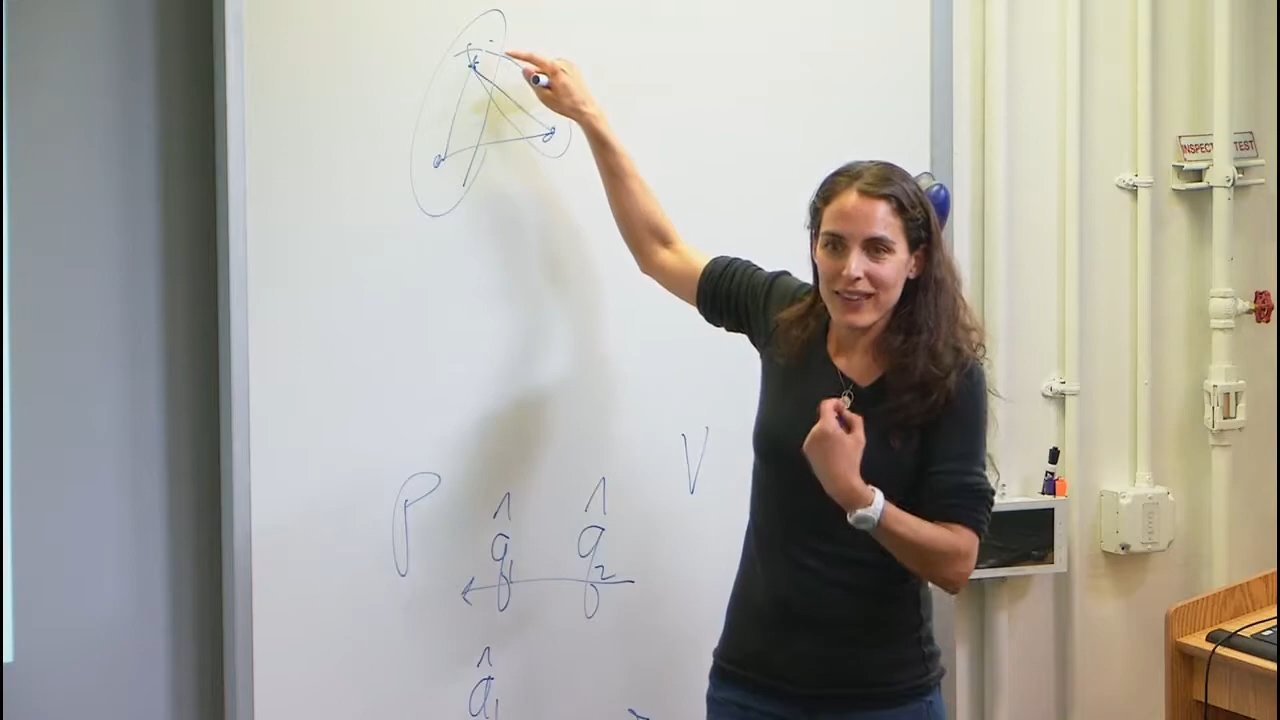 INSPECT TEST
V
P
q̂₁ q̂₂
â₁